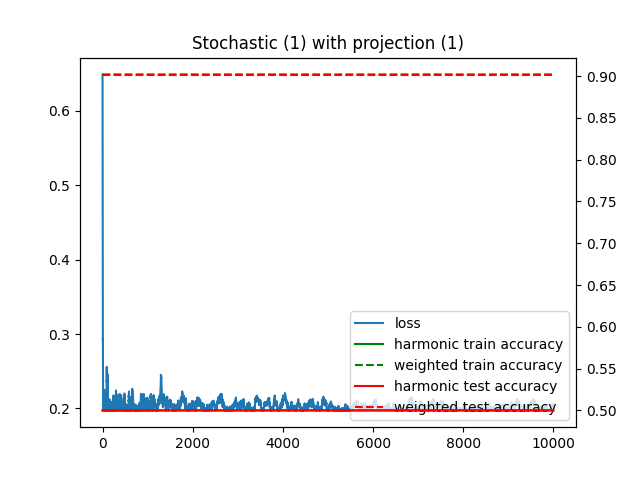 Stochastic (1) with projection (1)
0.6
0.5
0.4
0.3
0.2
0.90
0.85
0.80
0.75
0.70
0.65
0.60
0.55
0.50
loss
harmonic train accuracy
weighted train accuracy
harmonic test accuracy
weighted test accuracy
0 2000 4000 6000 8000 10000